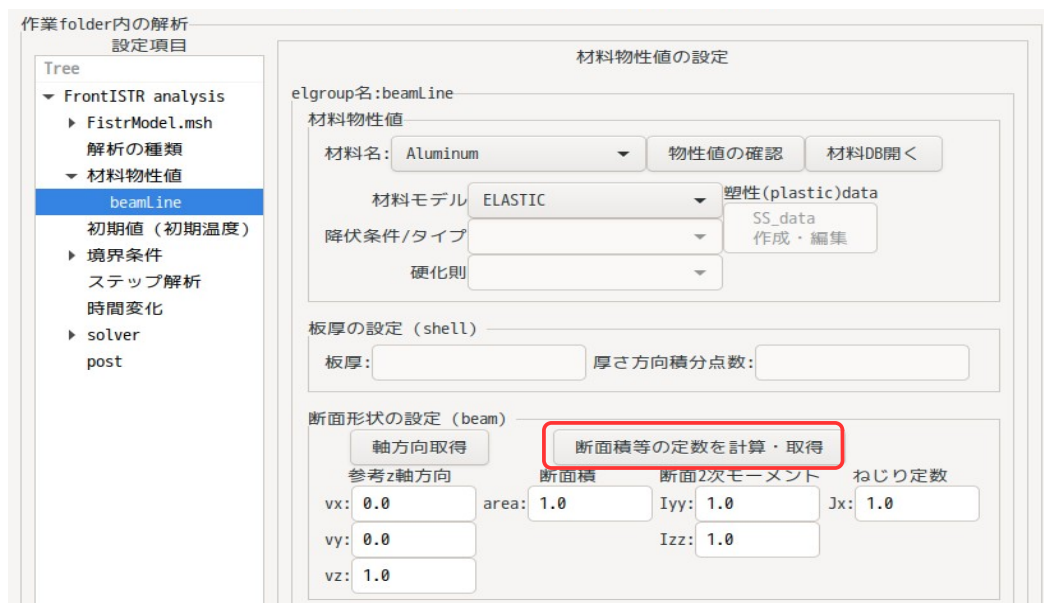 作業folder内の解析
設定項目
Tree
FrontISTR analysis
FistrModel.msh
解析の種類
材料物性値
beamLine
初期値（初期温度）
境界条件
ステップ解析
時間変化
solver
post
材料物性値の設定
elgroup名:beamLine
材料物性値
材料名: Aluminum 物性値の確認 材料DB開く
材料モデル ELASTIC 塑性(plastic)data
降伏条件/タイプ SS_data
作成・編集
硬化則
板厚の設定 (shell)
板厚: 厚さ方向積分点数:
断面形状の設定 (beam)
軸方向取得 断面積等の定数を計算・取得
参考z軸方向 断面積 断面2次モーメント ねじり定数
vx: 0.0 area: 1.0 Iyy: 1.0 Jx: 1.0
vy: 0.0 Izz: 1.0
vz: 1.0